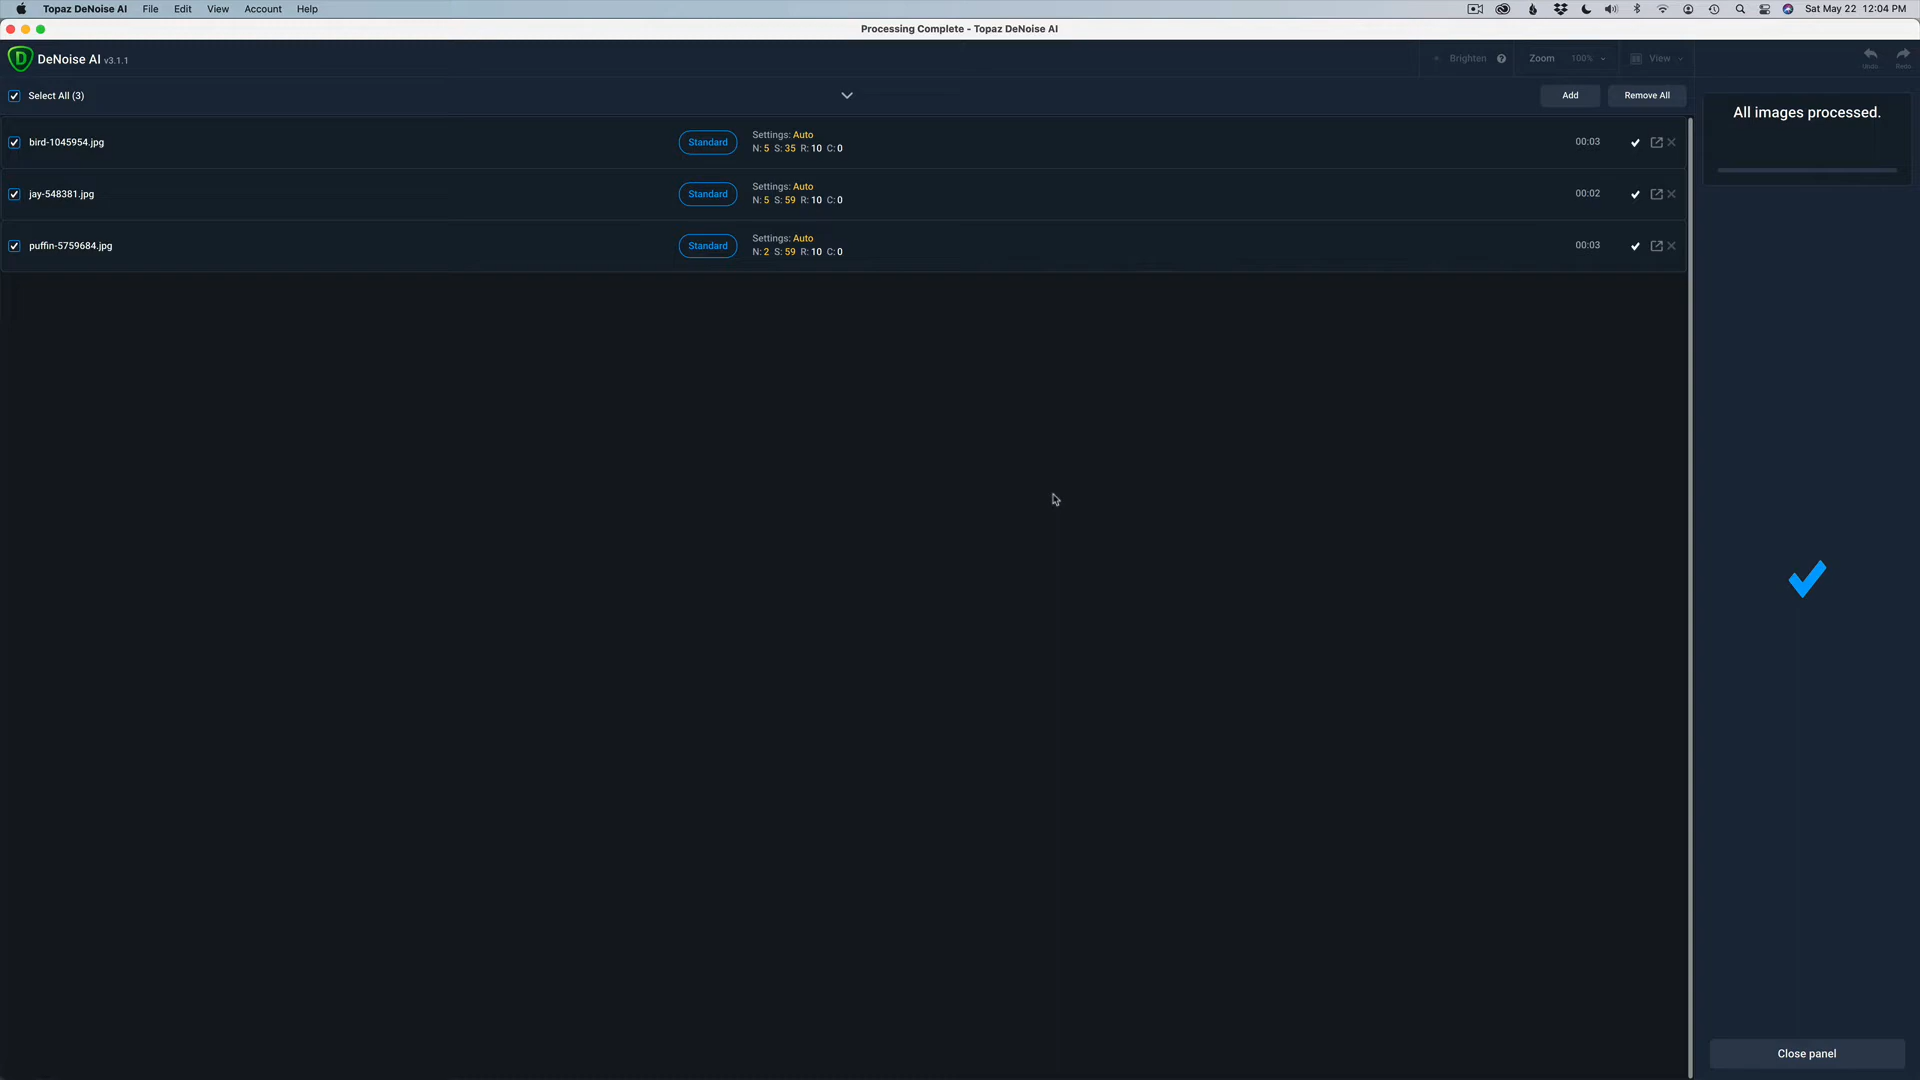 Topaz DeNoise AI File Edit View Account Help Sat May 22 12:04 PM
Processing Complete - Topaz DeNoise AI
DeNoise AI v3.1.1 Brighten ? Zoom 100% View Undo Redo
Select All (3) Add Remove All
All images processed.
bird-1045954.jpg Standard Settings: Auto 00:03
N: 5 S: 35 R: 10 C: 0
jay-548381.jpg Standard Settings: Auto 00:02
N: 5 S: 59 R: 10 C: 0
puffin-5759684.jpg Standard Settings: Auto 00:03
N: 2 S: 59 R: 10 C: 0
Close panel